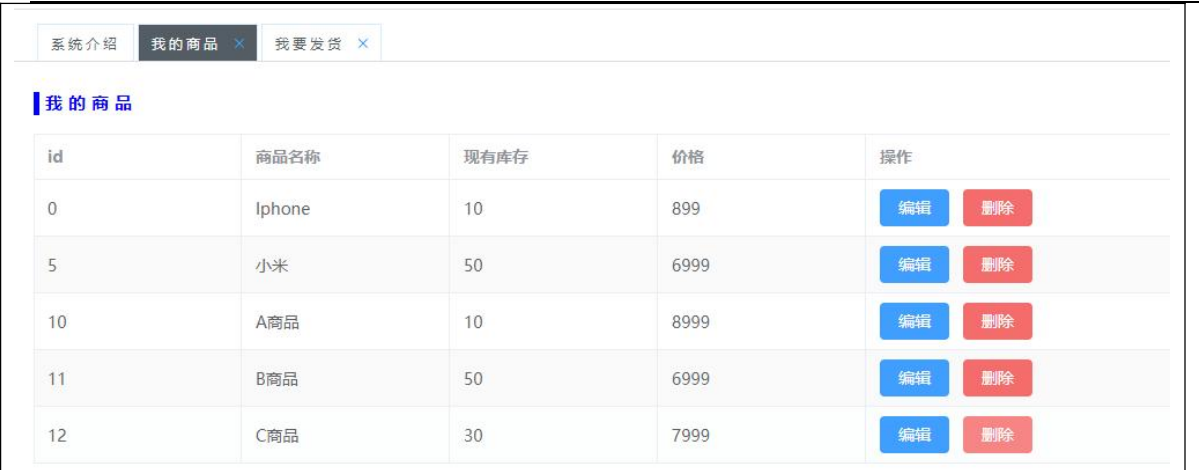 系统介绍 我的商品 × 我要发货 ×
我的商品
id 商品名称 现有库存 价格 操作
0 Iphone 10 899 编辑 删除
5 小米 50 6999 编辑 删除
10 A商品 10 8999 编辑 删除
11 B商品 50 6999 编辑 删除
12 C商品 30 7999 编辑 删除